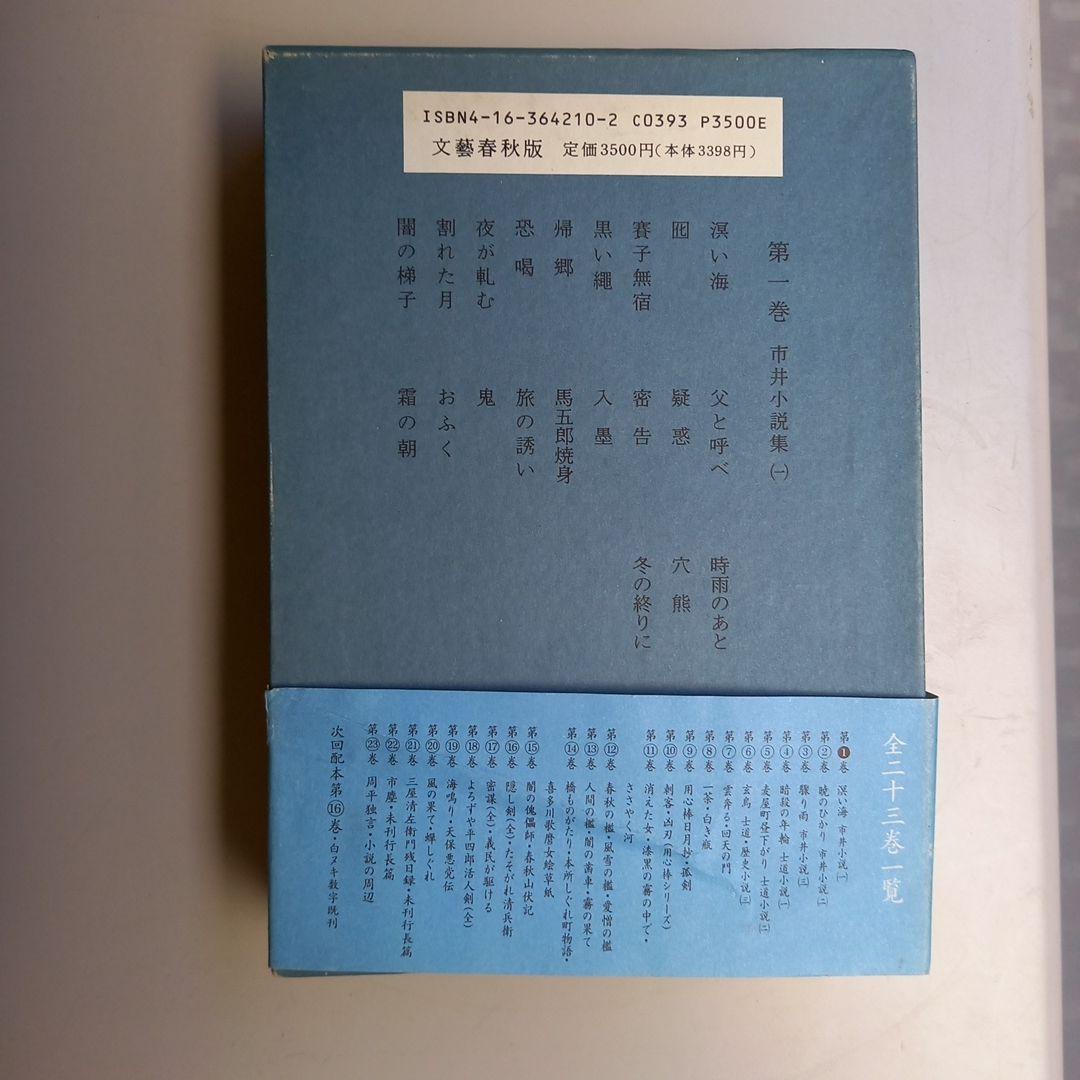 ISBN4-16-364210-2 C0393 P3500E
文藝春秋版 定価3500円(本体3398円)
第一巻 市井小説集㈠
溟い海 父と呼べ 時雨のあと
囮 疑惑 穴熊
賽子無宿 密告 冬の終りに
黒い繩 入墨
帰郷 馬五郎焼身
恐喝 旅の誘い
夜が軋む 鬼
割れた月 おふく
闇の梯子 霜の朝
全二十三巻一覧
第❶巻 溟い海 市井小説㈠
第②巻 暁のひかり 市井小説㈡
第③巻 驟り雨 市井小説㈢
第④巻 暗殺の年輪 士道小説㈠
第⑤巻 麦屋町昼下がり 士道小説㈡
第⑥巻 玄鳥 士道・歴史小説㈢
第⑦巻 雲奔る・回天の門
第⑧巻 一茶・白き瓶
第⑨巻 用心棒日月抄・孤剣
第⑩巻 刺客・凶刃(用心棒シリーズ)
第⑪巻 消えた女・漆黒の霧の中で・
ささやく河
第⑫巻 春秋の檻・風雪の檻・愛憎の檻
第⑬巻 人間の檻・闇の歯車・霧の果て
第⑭巻 橋ものがたり・本所しぐれ町物語・
喜多川歌麿女絵草紙
第⑮巻 闇の傀儡師・春秋山伏記
第⑯巻 隠し剣(全)・たそがれ清兵衛
第⑰巻 密謀(全)・義民が駆ける
第⑱巻 よろずや平四郎活人剣(全)
第⑲巻 海鳴り・天保悪党伝
第⑳巻 風の果て・蟬しぐれ
第㉑巻 三屋清左衛門残日録・未刊行長篇
第㉒巻 市塵・未刊行長篇
第㉓巻 周平独言・小説の周辺
次回配本第⑯巻・白ヌキ数字既刊